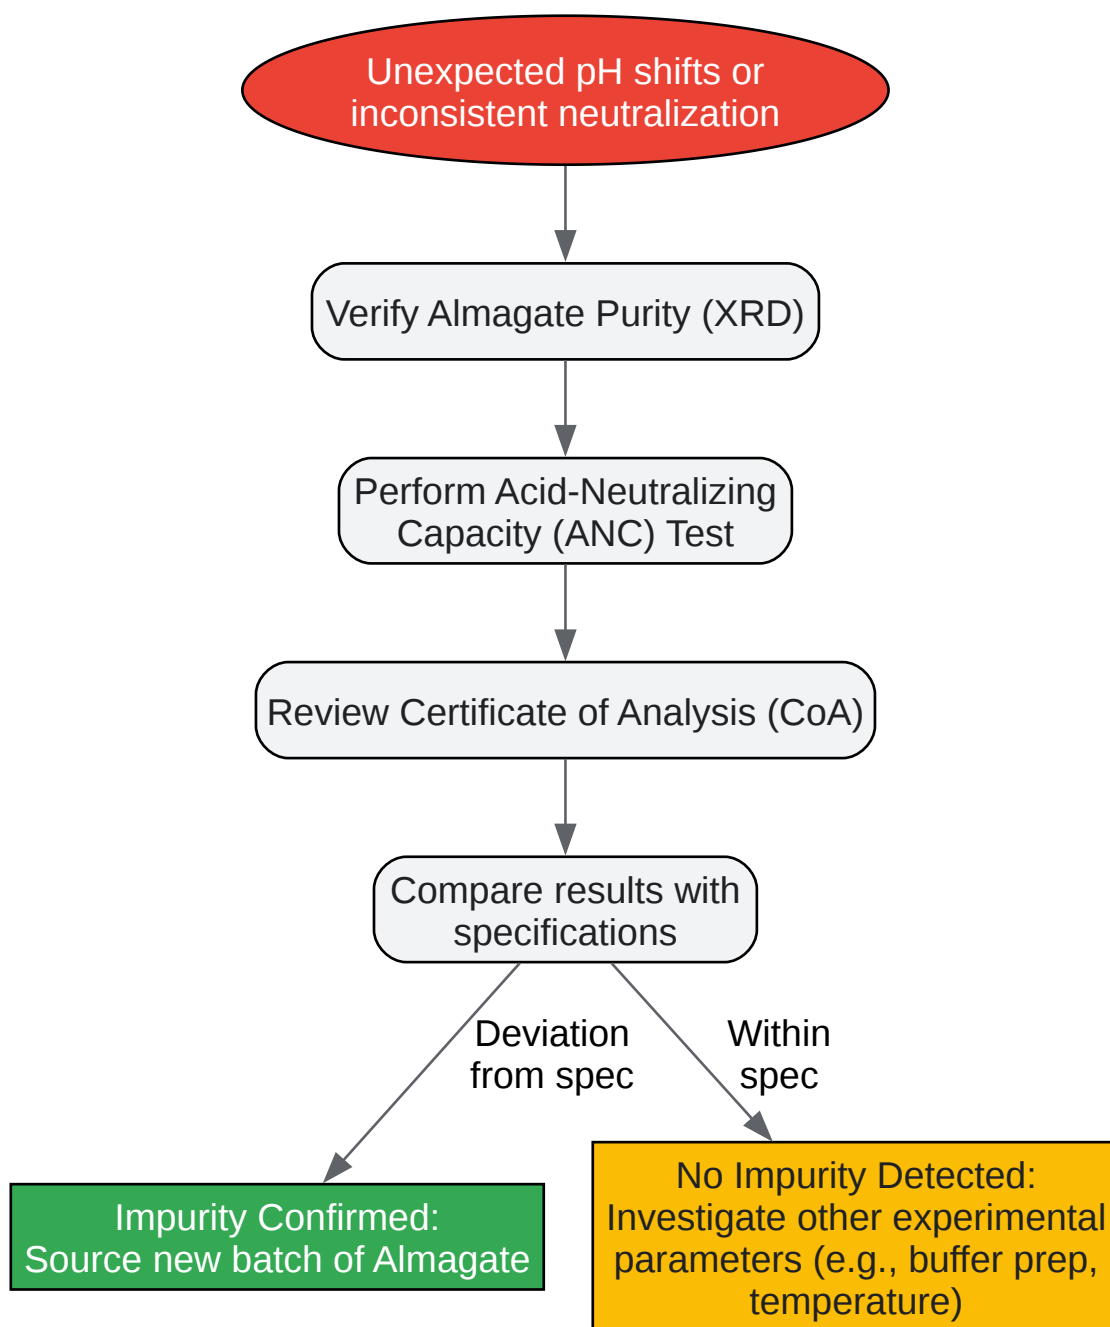 Unexpected pH shifts or
inconsistent neutralization
Verify Almagate Purity (XRD)
Perform Acid-Neutralizing
Capacity (ANC) Test
Review Certificate of Analysis (CoA)
Compare results with
specifications
Deviation
from spec
Within
spec
Impurity Confirmed:
Source new batch of Almagate
No Impurity Detected:
Investigate other experimental
parameters (e.g., buffer prep,
temperature)